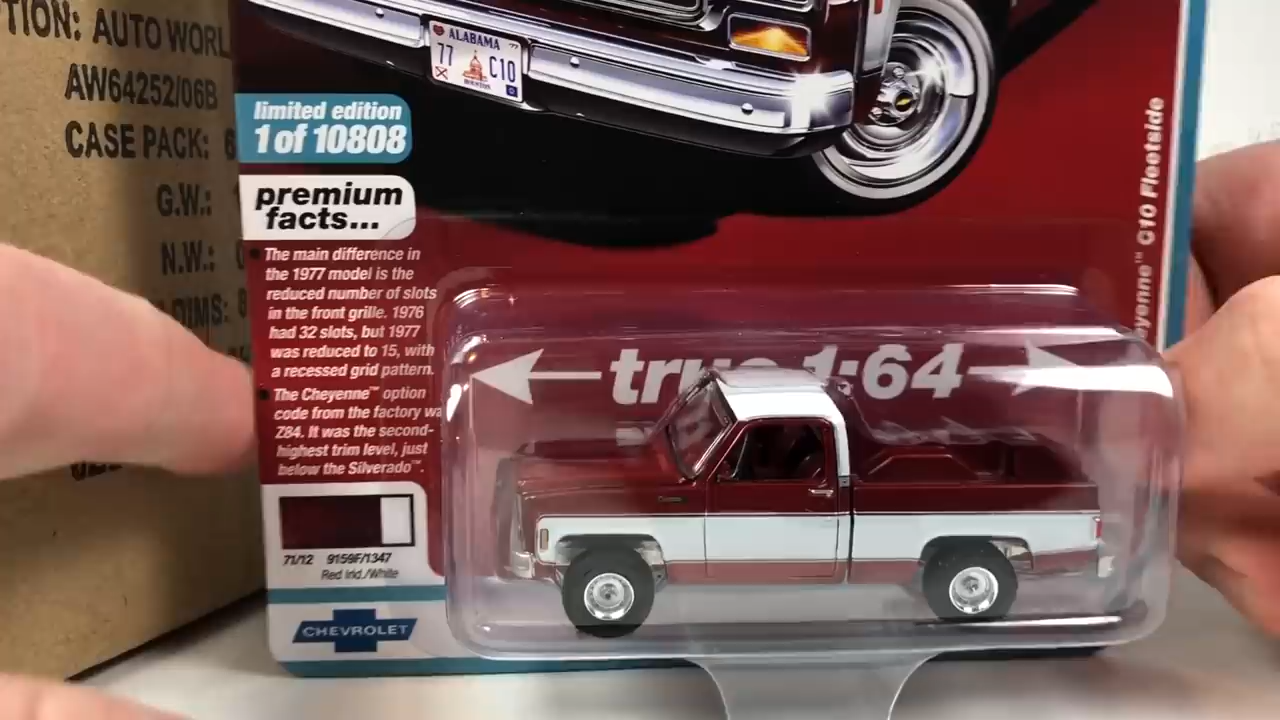 TION: AUTO WORL
AW64252/06B
CASE PACK: 6
G.W.:
N.W.:
DIMS: 8
ALABAMA
77 C10
limited edition
1 of 10808
premium
facts...
The main difference in
the 1977 model is the
reduced number of slots
in the front grille. 1976
had 32 slots, but 1977
was reduced to 15, with
a recessed grid pattern.
The Cheyenne™ option
code from the factory wa
Z84. It was the second-
highest trim level, just
below the Silverado™.
71/12 9159F/1347
Red Ind./White
CHEVROLET
true 1:64
eyenne™ C10 Fleetside